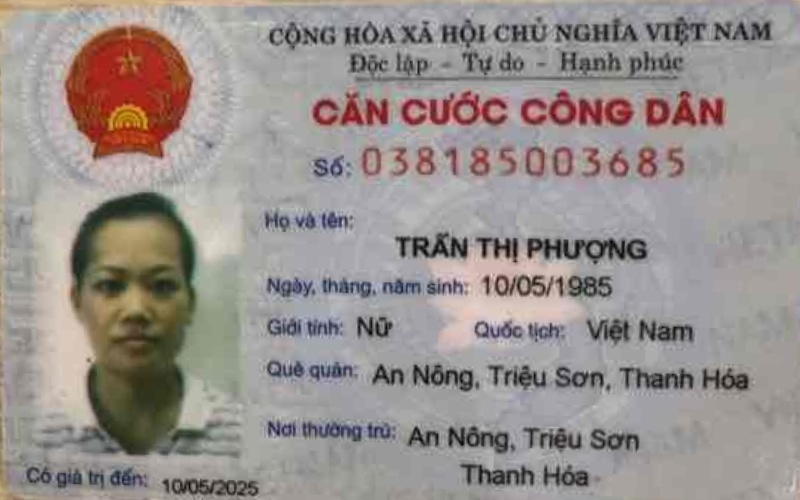 CỘNG HÒA XÃ HỘI CHỦ NGHĨA VIỆT NAM
Độc lập - Tự do - Hạnh phúc
CĂN CƯỚC CÔNG DÂN
Số: 038185003685
Họ và tên:
TRẤN THỊ PHƯỢNG
Ngày, tháng, năm sinh: 10/05/1985
Giới tính: Nữ Quốc tịch: Việt Nam
Quê quán: An Nông, Triệu Sơn, Thanh Hóa
Nơi thường trú: An Nông, Triệu Sơn
Thanh Hóa
Có giá trị đến: 10/05/2025